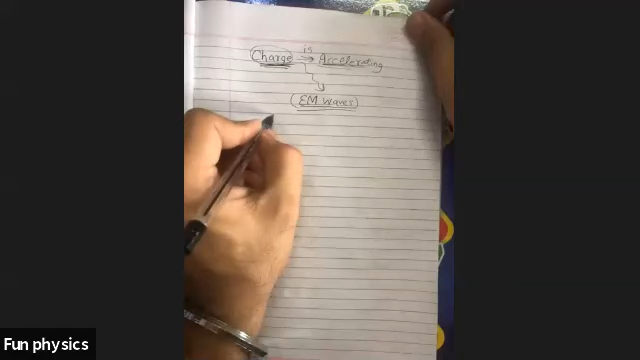 is
Charge ⇒ Accelerating
EM waves
Fun physics